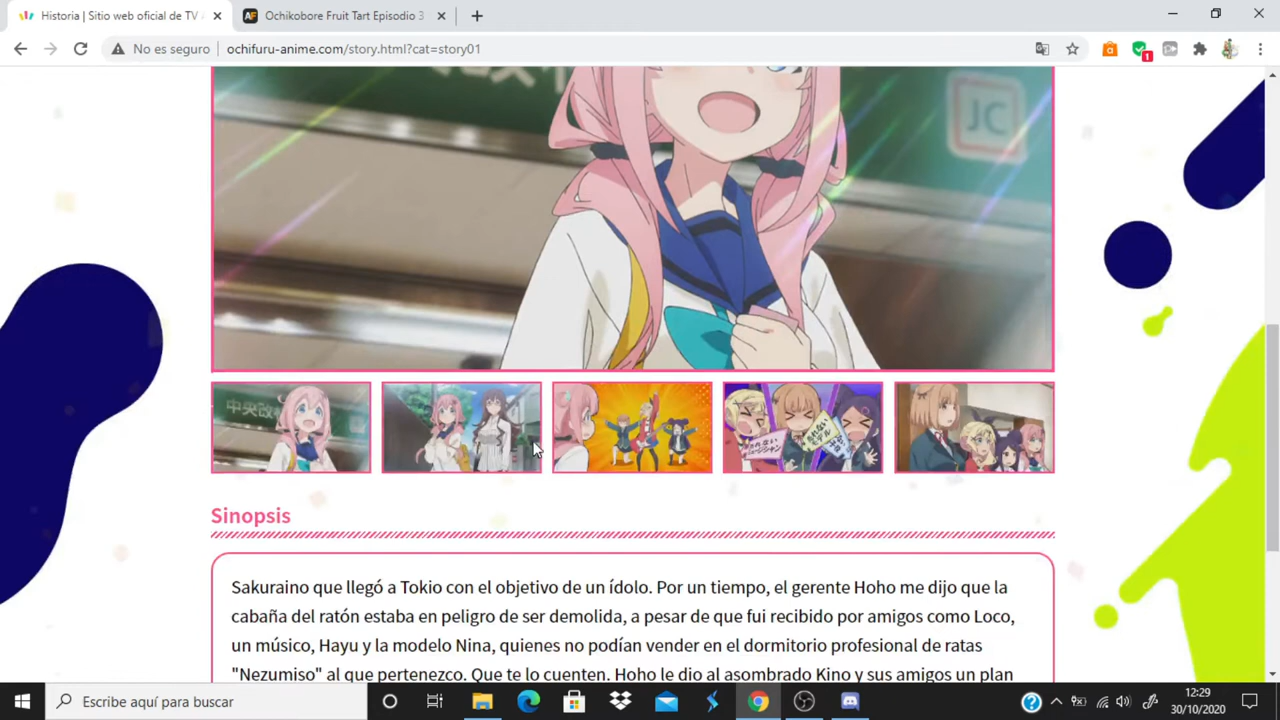 Historia | Sitio web oficial de TV A
Ochikobore Fruit Tart Episodio 3
No es seguro
ochifuru-anime.com/story.html?cat=story01
1
JC
中央改
Sinopsis
Sakuraino que llegó a Tokio con el objetivo de un ídolo. Por un tiempo, el gerente Hoho me dijo que la
cabaña del ratón estaba en peligro de ser demolida, a pesar de que fui recibido por amigos como Loco,
un músico, Hayu y la modelo Nina, quienes no podían vender en el dormitorio profesional de ratas
"Nezumiso" al que pertenezco. Que te lo cuenten. Hoho le dio al asombrado Kino y sus amigos un plan
Escribe aquí para buscar
12:29
30/10/2020